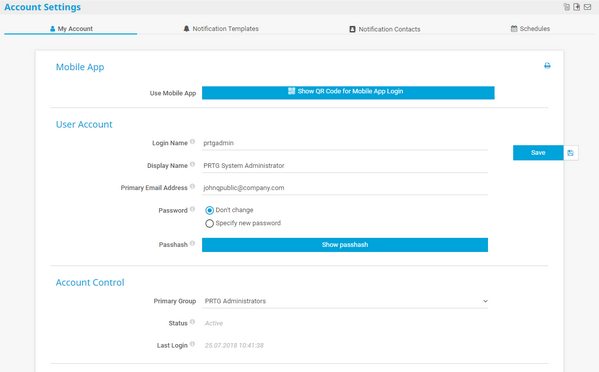 Account Settings
My Account
Notification Templates
Notification Contacts
Schedules
Mobile App
Use Mobile App
Show QR Code for Mobile App Login
User Account
Login Name
prtgadmin
Save
Display Name
PRTG System Administrator
Primary Email Address
johnqpublic@company.com
Password
Don't change
Specify new password
Passhash
Show passhash
Account Control
Primary Group
PRTG Administrators
Status
Active
Last Login
25.07.2018 10:41:38